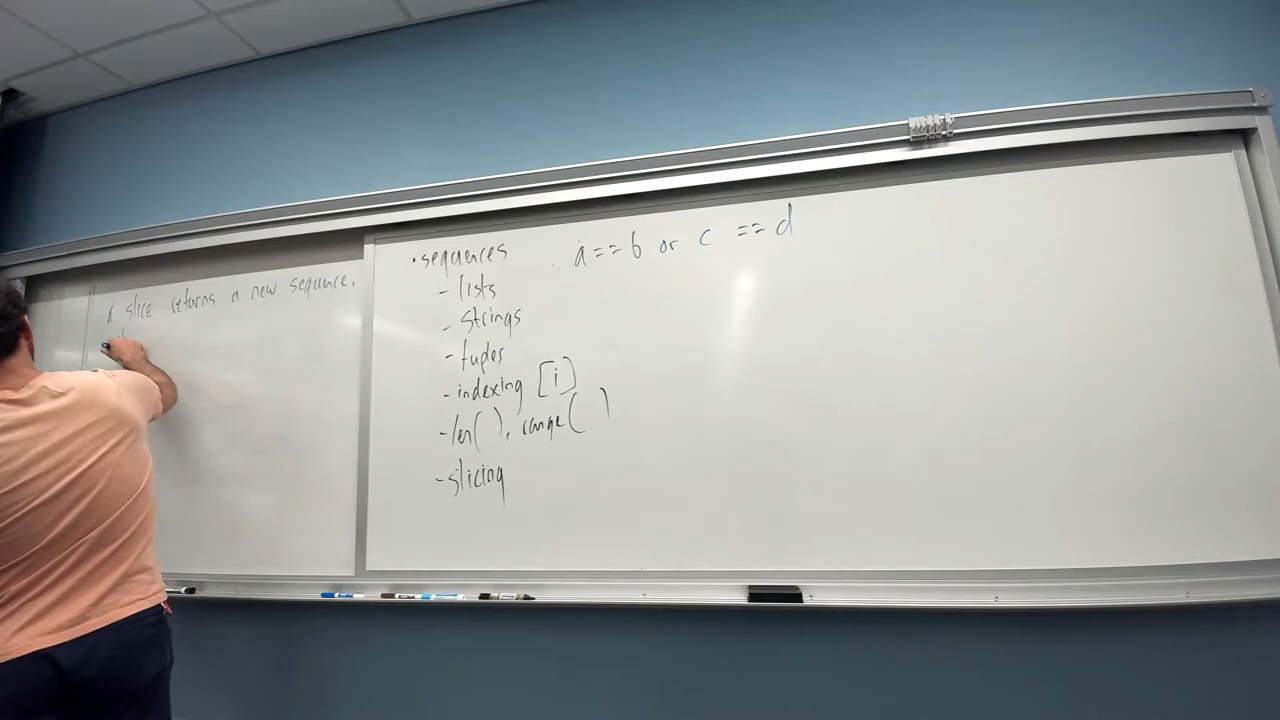 a slice returns a new sequence,
• sequences
- lists
- strings
- tuples
- indexing [i]
- len( ), range( )
- slicing
a == b or c == d